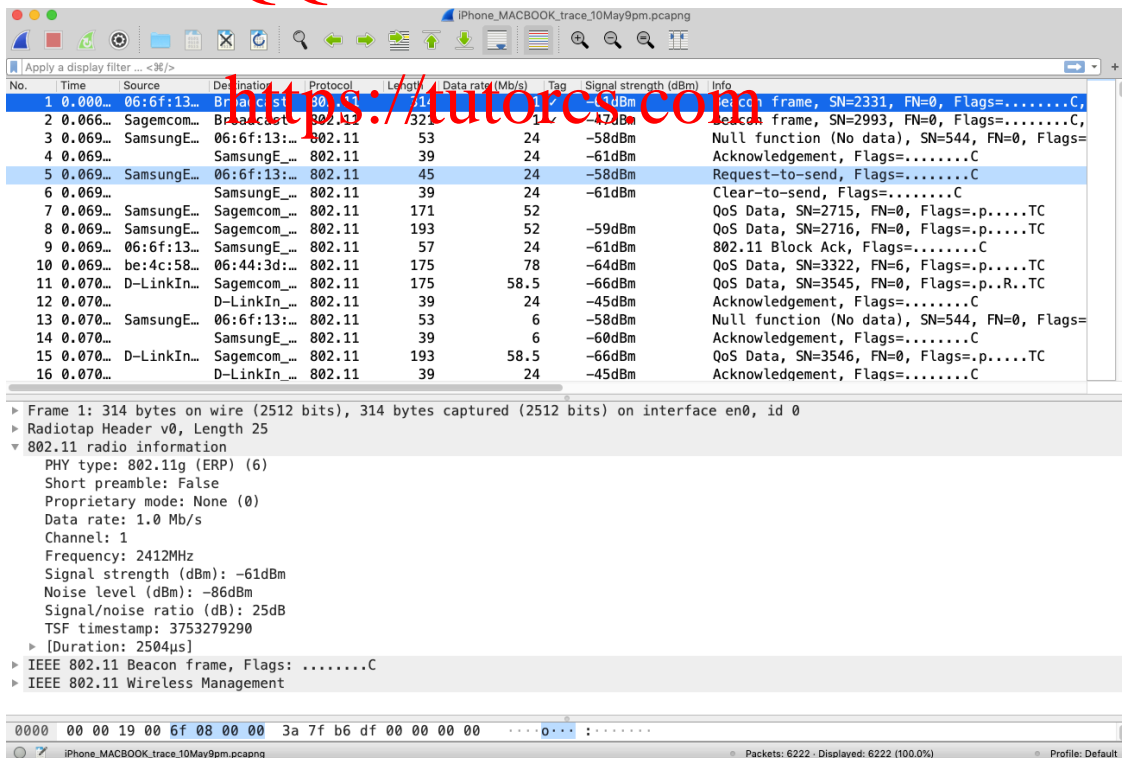 iPhone_MACBOOK_trace_10May9pm.pcapng
Apply a display filter ... <⌘/>
https://tutorcs.com
No. Time Source Destination Protocol Length Data rate (Mb/s) Tag Signal strength (dBm) Info
1 0.000… 06:6f:13… Broadcast 802.11 314 1 ✓ −61dBm Beacon frame, SN=2331, FN=0, Flags=........C,
2 0.066… Sagemcom… Broadcast 802.11 321 1 ✓ −47dBm Beacon frame, SN=2993, FN=0, Flags=........C,
3 0.069… SamsungE… 06:6f:13:… 802.11 53 24 −58dBm Null function (No data), SN=544, FN=0, Flags=
4 0.069… SamsungE_… 802.11 39 24 −61dBm Acknowledgement, Flags=........C
5 0.069… SamsungE… 06:6f:13:… 802.11 45 24 −58dBm Request-to-send, Flags=........C
6 0.069… SamsungE_… 802.11 39 24 −61dBm Clear-to-send, Flags=........C
7 0.069… SamsungE… Sagemcom_… 802.11 171 52 QoS Data, SN=2715, FN=0, Flags=.p.....TC
8 0.069… SamsungE… Sagemcom_… 802.11 193 52 −59dBm QoS Data, SN=2716, FN=0, Flags=.p.....TC
9 0.069… 06:6f:13… SamsungE_… 802.11 57 24 −61dBm 802.11 Block Ack, Flags=........C
10 0.069… be:4c:58… 06:44:3d:… 802.11 175 78 −64dBm QoS Data, SN=3322, FN=6, Flags=.p.....TC
11 0.070… D-LinkIn… Sagemcom_… 802.11 175 58.5 −66dBm QoS Data, SN=3545, FN=0, Flags=.p..R..TC
12 0.070… D-LinkIn_… 802.11 39 24 −45dBm Acknowledgement, Flags=........C
13 0.070… SamsungE… 06:6f:13:… 802.11 53 6 −58dBm Null function (No data), SN=544, FN=0, Flags=
14 0.070… SamsungE_… 802.11 39 6 −60dBm Acknowledgement, Flags=........C
15 0.070… D-LinkIn… Sagemcom_… 802.11 193 58.5 −66dBm QoS Data, SN=3546, FN=0, Flags=.p.....TC
16 0.070… D-LinkIn_… 802.11 39 24 −45dBm Acknowledgement, Flags=........C
Frame 1: 314 bytes on wire (2512 bits), 314 bytes captured (2512 bits) on interface en0, id 0
Radiotap Header v0, Length 25
802.11 radio information
PHY type: 802.11g (ERP) (6)
Short preamble: False
Proprietary mode: None (0)
Data rate: 1.0 Mb/s
Channel: 1
Frequency: 2412MHz
Signal strength (dBm): −61dBm
Noise level (dBm): −86dBm
Signal/noise ratio (dB): 25dB
TSF timestamp: 3753279290
[Duration: 2504µs]
IEEE 802.11 Beacon frame, Flags: ........C
IEEE 802.11 Wireless Management
0000 00 00 19 00 6f 08 00 00 3a 7f b6 df 00 00 00 00 ····o··· :·······
iPhone_MACBOOK_trace_10May9pm.pcapng Packets: 6222 · Displayed: 6222 (100.0%) Profile: Default